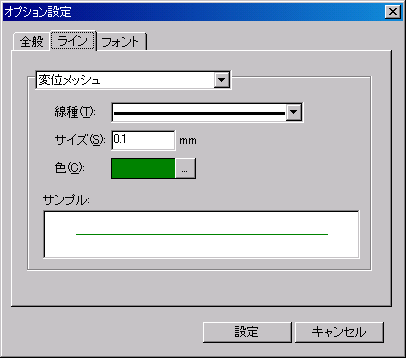 オプション設定
全般 ライン フォント
変位メッシュ
線種(T):
サイズ(S): 0.1 mm
色(C): ...
サンプル:
設定 キャンセル